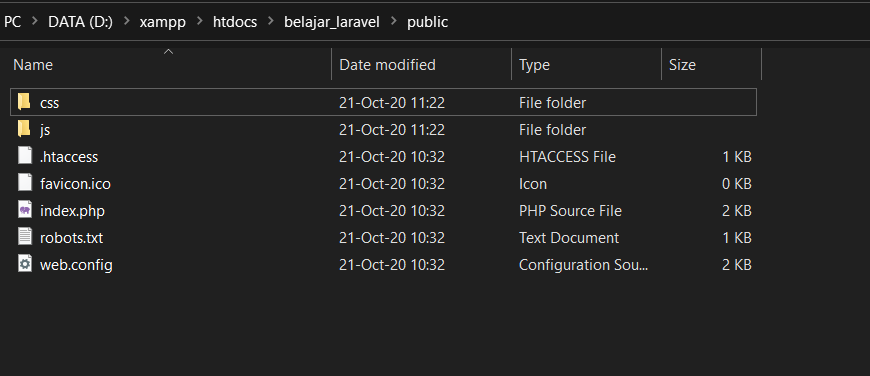 PC > DATA (D:) > xampp > htdocs > belajar_laravel > public
Name Date modified Type Size
css 21-Oct-20 11:22 File folder
js 21-Oct-20 11:22 File folder
.htaccess 21-Oct-20 10:32 HTACCESS File 1 KB
favicon.ico 21-Oct-20 10:32 Icon 0 KB
index.php 21-Oct-20 10:32 PHP Source File 2 KB
robots.txt 21-Oct-20 10:32 Text Document 1 KB
web.config 21-Oct-20 10:32 Configuration Sou... 2 KB